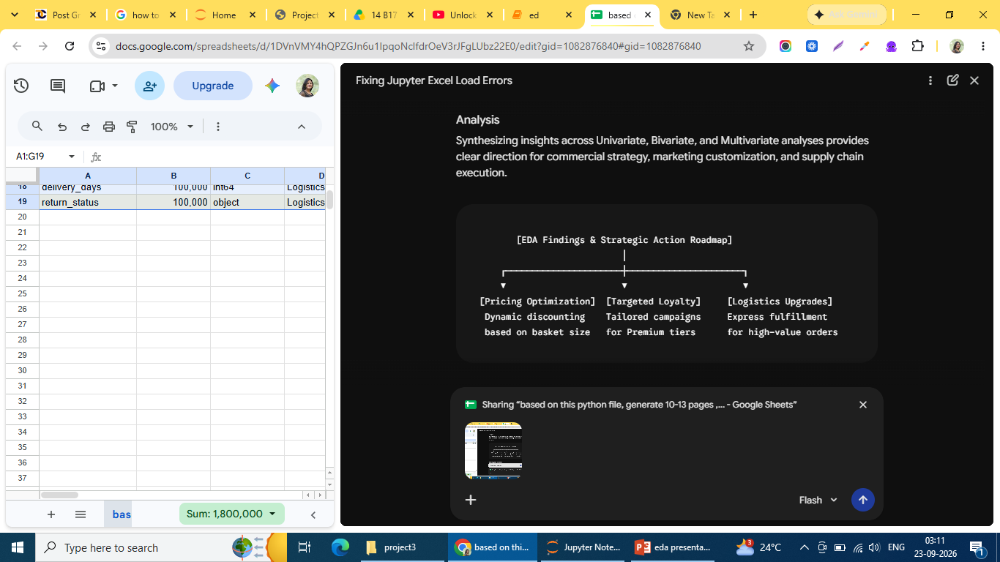 Post Gr
how to
Home
Project
14 B17
Unlock
ed
based
New Ta
Ask Gemini
docs.google.com/spreadsheets/d/1DVnVMY4hQPZGJn6u1IpqoNclfdrOeV3rJFgLUbz22E0/edit?gid=1082876840#gid=1082876840
Upgrade
100%
A1:G19
fx
A B C D
18 delivery_days 100,000 int64 Logistics
19 return_status 100,000 object Logistics
20
21
22
23
24
25
26
27
28
29
30
31
32
33
34
35
36
37
bas
Sum: 1,800,000
Fixing Jupyter Excel Load Errors
Analysis
Synthesizing insights across Univariate, Bivariate, and Multivariate analyses provides
clear direction for commercial strategy, marketing customization, and supply chain
execution.
[EDA Findings & Strategic Action Roadmap]
[Pricing Optimization] [Targeted Loyalty] [Logistics Upgrades]
Dynamic discounting Tailored campaigns Express fulfillment
based on basket size for Premium tiers for high-value orders
Sharing “based on this python file, generate 10-13 pages ,... - Google Sheets”
Flash
Type here to search
project3
based on thi...
Jupyter Note...
eda presenta...
3
24°C
ENG
03:11
23-09-2026
1